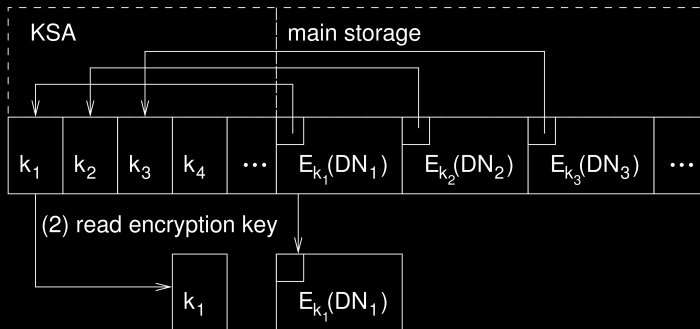 KSA main storage
k1 k2 k3 k4 ... Ek1(DN1) Ek2(DN2) Ek3(DN3) ...
(2) read encryption key
k1 Ek1(DN1)